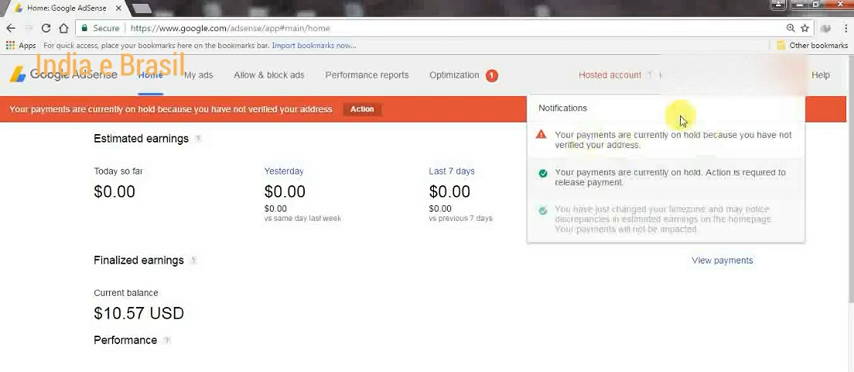 Home: Google AdSense
Secure https://www.google.com/adsense/app#main/home
Apps For quick access, place your bookmarks here on the bookmarks bar. Import bookmarks now... Other bookmarks
India e Brasil
Google AdSense Home My ads Allow & block ads Performance reports Optimization 1 Hosted account ? Help
Your payments are currently on hold because you have not verified your address Action
Notifications
Your payments are currently on hold because you have not
verified your address.
Your payments are currently on hold. Action is required to
release payment.
You have just changed your timezone and may notice
discrepancies in estimated earnings on the homepage.
Your payments will not be impacted.
Estimated earnings ?
Today so far Yesterday Last 7 days
$0.00 $0.00 $0.00
$0.00 $0.00
vs same day last week vs previous 7 days
Finalized earnings ? View payments
Current balance
$10.57 USD
Performance ?